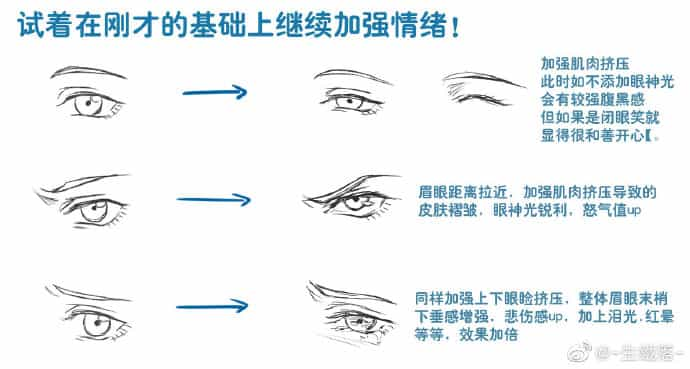 试着在刚才的基础上继续加强情绪！
加强肌肉挤压
此时如不添加眼神光
会有较强腹黑感
但如果是闭眼笑就
显得很和善开心【。
眉眼距离拉近，加强肌肉挤压导致的
皮肤褶皱，眼神光锐利，怒气值up
同样加强上下眼睑挤压，整体眉眼末梢
下垂感增强，悲伤感up，加上泪光，红晕
等等，效果加倍